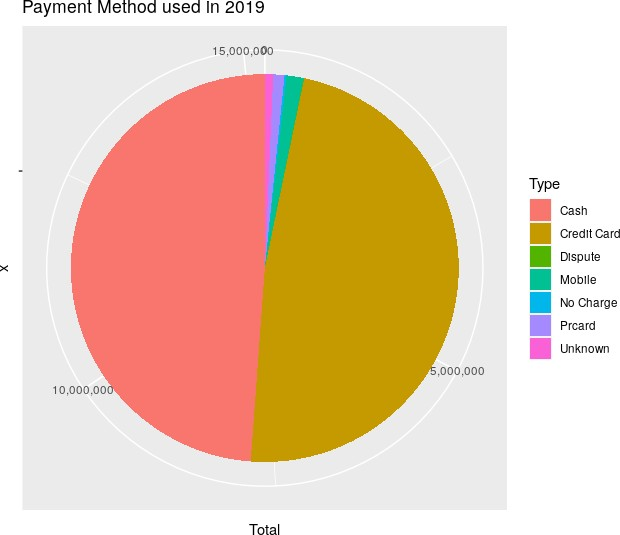 Payment Method used in 2019
15,000,000
0
5,000,000
10,000,000
x
Total
Type
Cash
Credit Card
Dispute
Mobile
No Charge
Prcard
Unknown